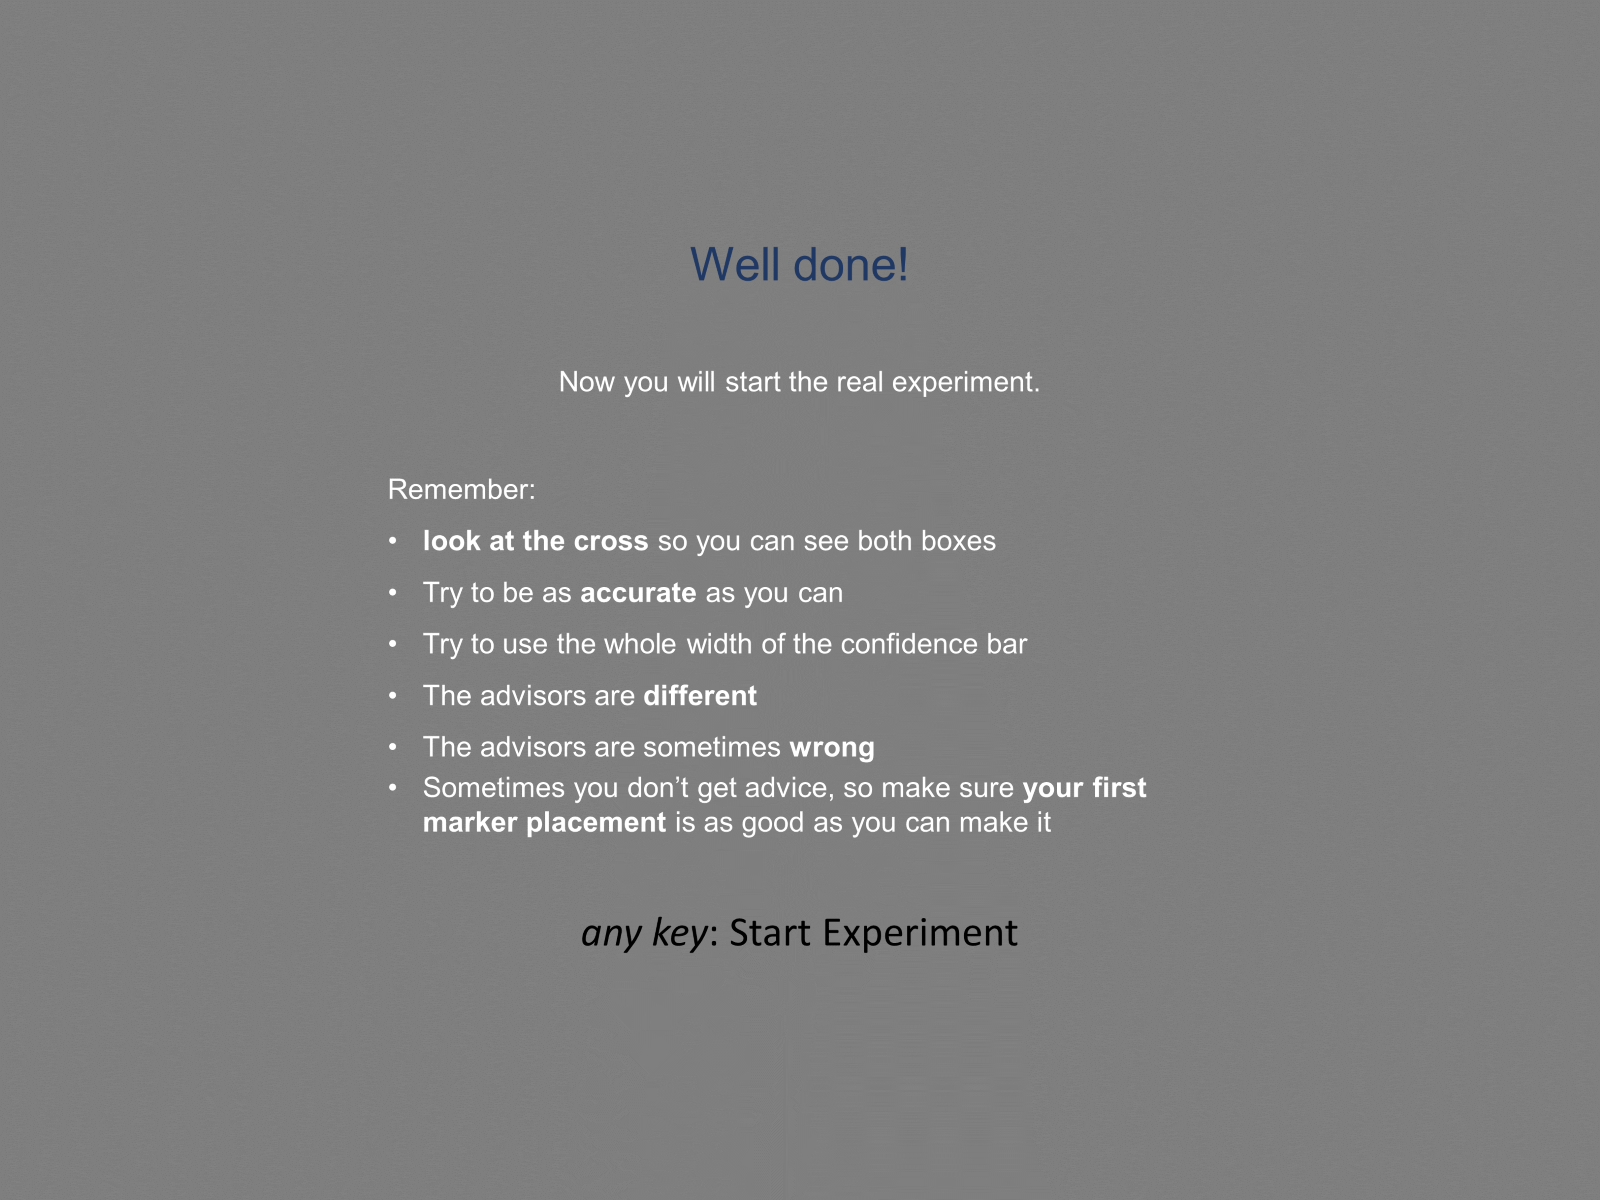 Well done!
Now you will start the real experiment.
Remember:
• look at the cross so you can see both boxes
• Try to be as accurate as you can
• Try to use the whole width of the confidence bar
• The advisors are different
• The advisors are sometimes wrong
• Sometimes you don’t get advice, so make sure your first
marker placement is as good as you can make it
any key: Start Experiment